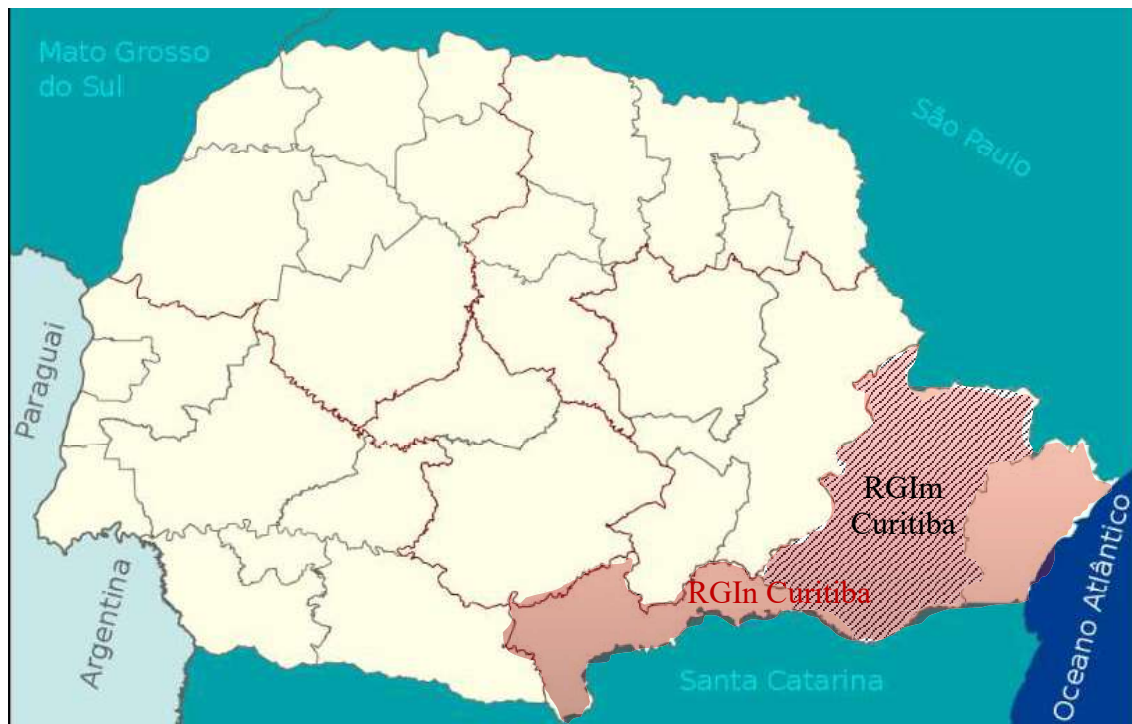 Mato Grosso
do Sul
São Paulo
Paraguai
RGIm
Curitiba
RGIn Curitiba
Argentina
Santa Catarina
Oceano Atlântico